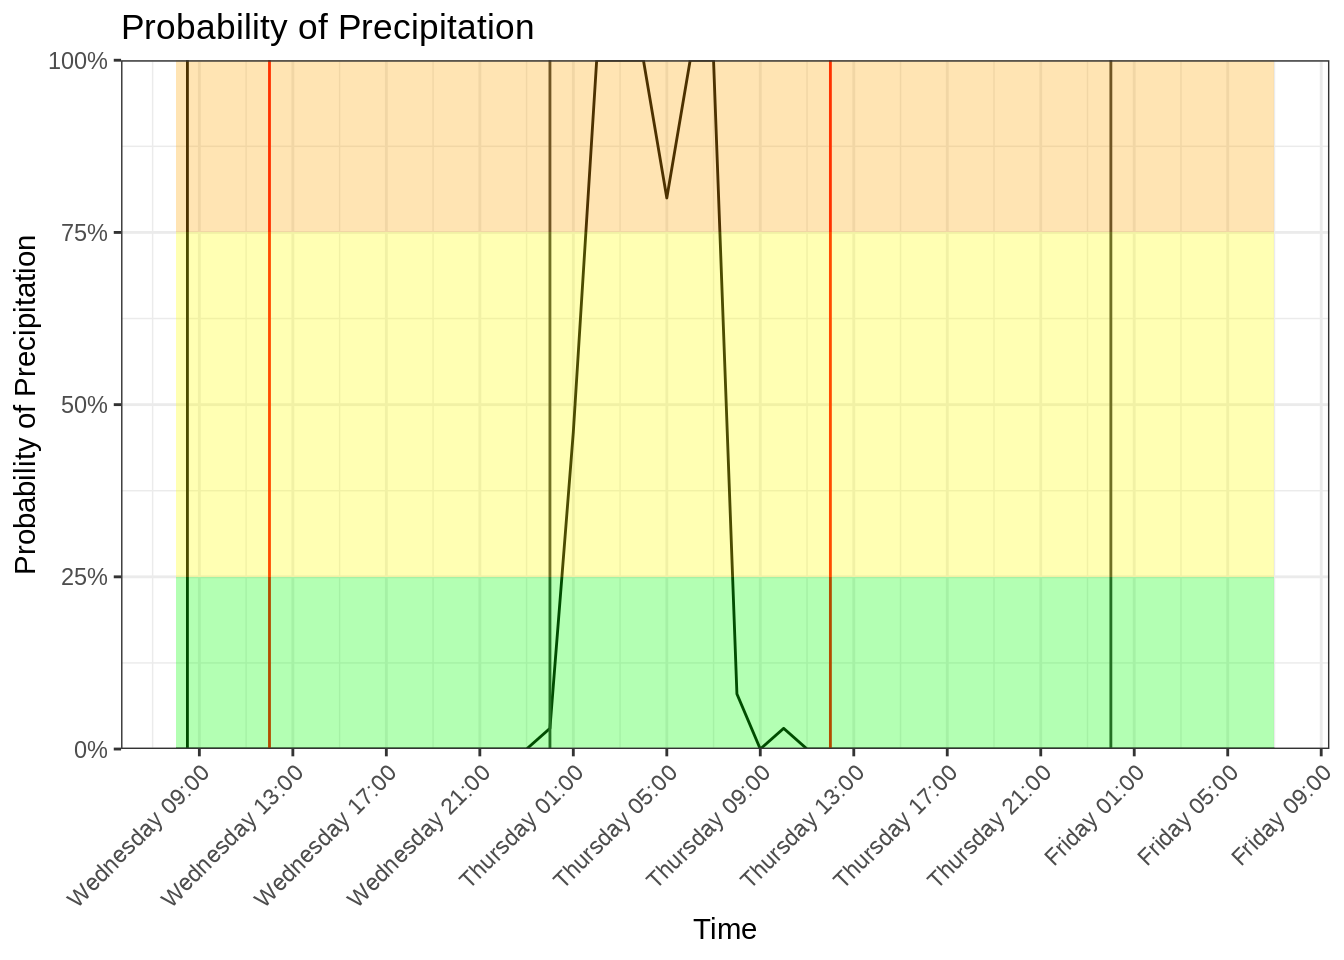 Probability of Precipitation
Probability of Precipitation
100%
75%
50%
25%
0%
Wednesday 09:00
Wednesday 13:00
Wednesday 17:00
Wednesday 21:00
Thursday 01:00
Thursday 05:00
Thursday 09:00
Thursday 13:00
Thursday 17:00
Thursday 21:00
Friday 01:00
Friday 05:00
Friday 09:00
Time